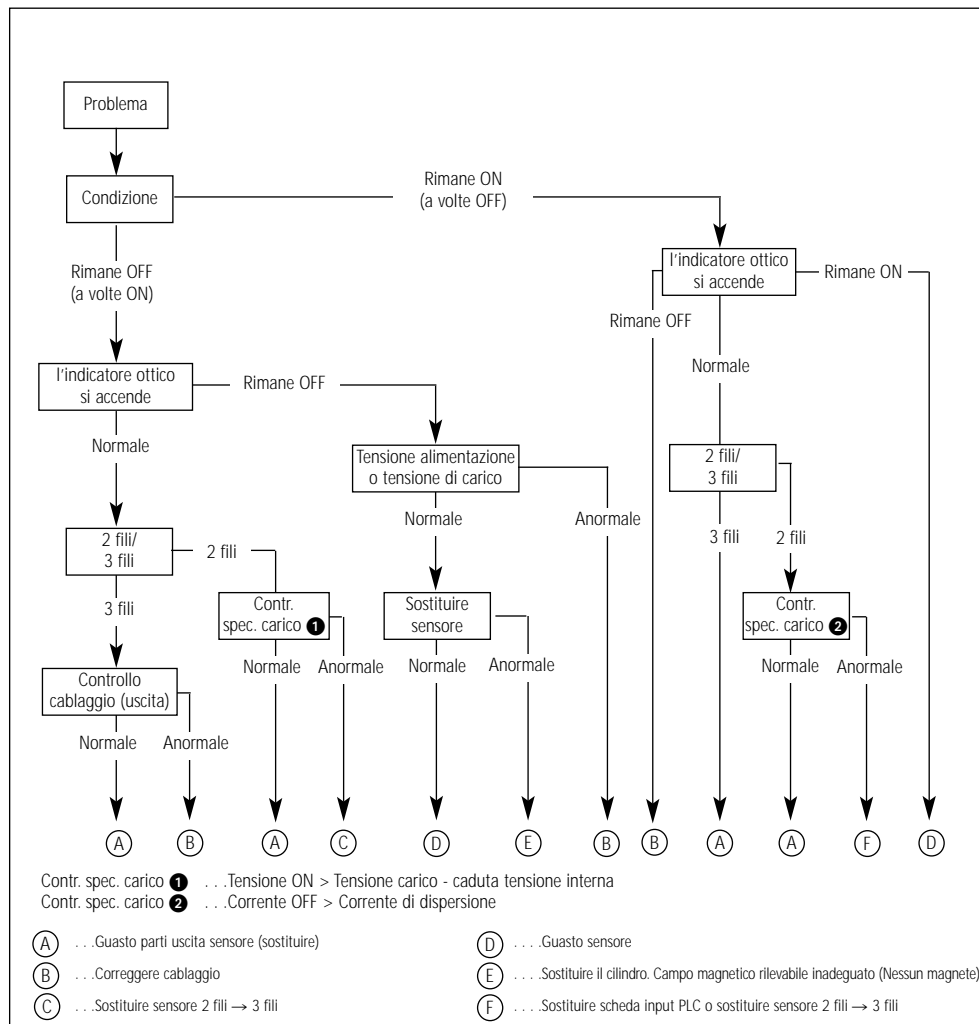 Problema
Condizione
Rimane ON
(a volte OFF)
Rimane OFF
(a volte ON)
l'indicatore ottico
si accende
Rimane ON
Rimane OFF
Normale
l'indicatore ottico
si accende
Rimane OFF
Normale
Tensione alimentazione
o tensione di carico
Normale
Anormale
2 fili/
3 fili
3 fili
2 fili
2 fili/
3 fili
2 fili
3 fili
Contr.
spec. carico ❶
Normale
Anormale
Sostituire
sensore
Normale
Anormale
Contr.
spec. carico ❷
Normale
Anormale
Controllo
cablaggio (uscita)
Normale
Anormale
A B A C D E B B A A F D
Contr. spec. carico ❶ . . .Tensione ON > Tensione carico - caduta tensione interna
Contr. spec. carico ❷ . . .Corrente OFF > Corrente di dispersione
A . . .Guasto parti uscita sensore (sostituire)
B . . .Correggere cablaggio
C . . .Sostituire sensore 2 fili → 3 fili
D . . . .Guasto sensore
E . . . .Sostituire il cilindro. Campo magnetico rilevabile inadeguato (Nessun magnete)
F . . . .Sostituire scheda input PLC o sostituire sensore 2 fili → 3 fili